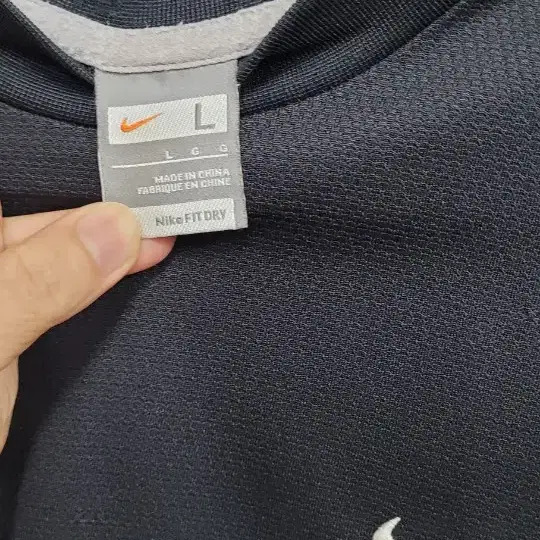 L
L G G
MADE IN CHINA
FABRIQUE EN CHINE
Nike FIT DRY